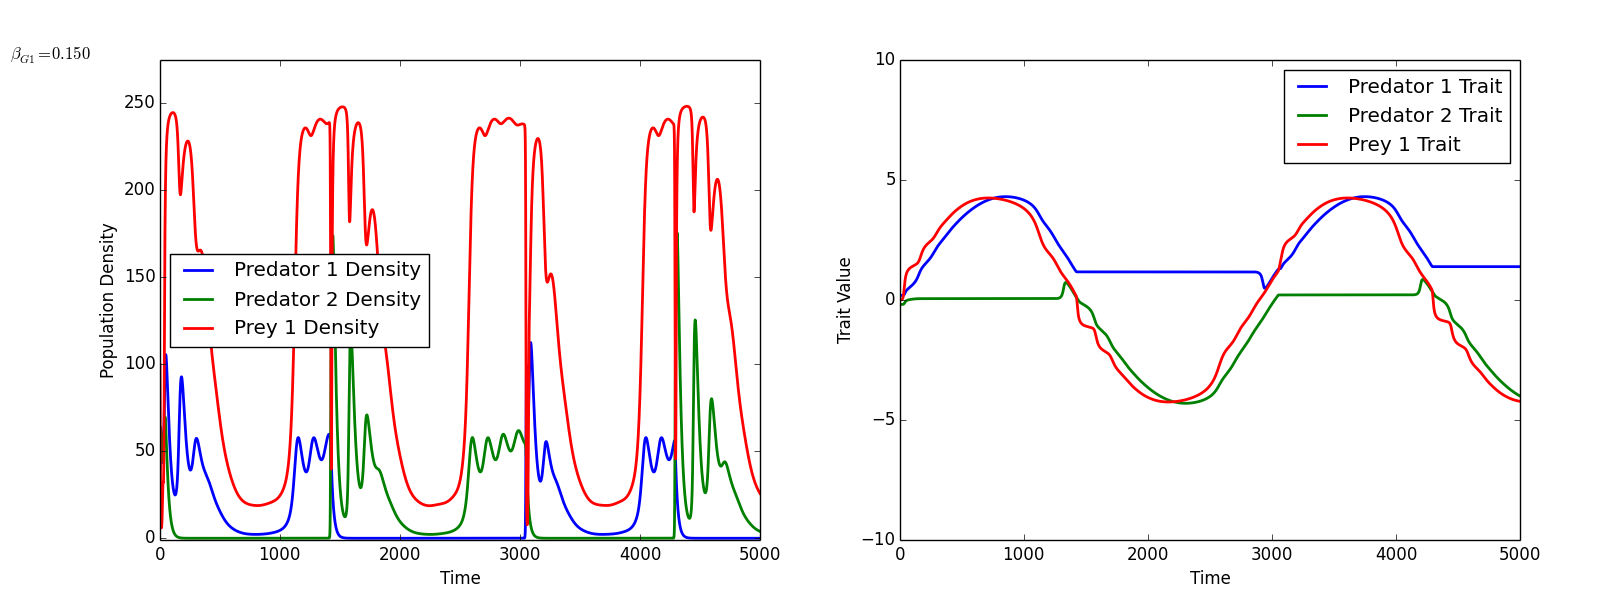 β_{G1}=0.150
250
200
150
100
50
0
Population Density
Predator 1 Density
Predator 2 Density
Prey 1 Density
0 1000 2000 3000 4000 5000
Time
10
5
0
−5
−10
Trait Value
Predator 1 Trait
Predator 2 Trait
Prey 1 Trait
0 1000 2000 3000 4000 5000
Time